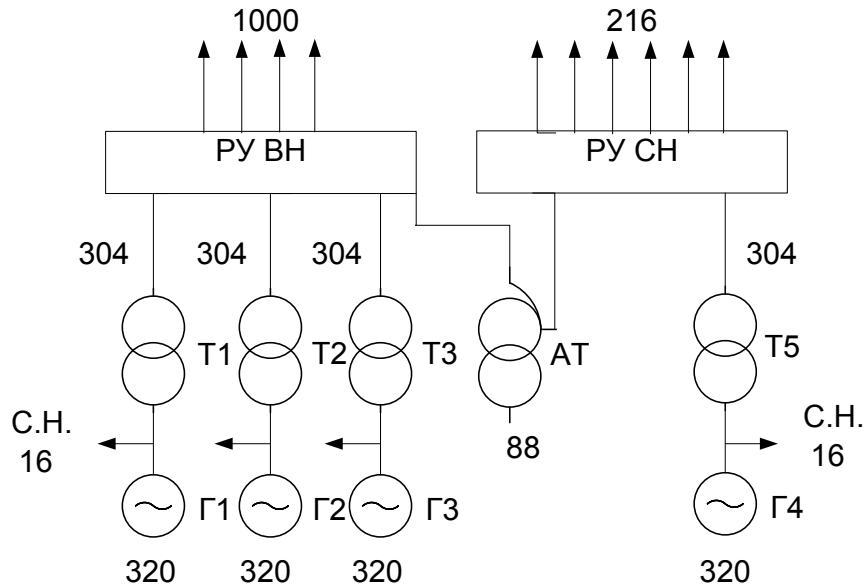 1000 216
РУ ВН РУ СН
304 304 304 304
Т1 Т2 Т3 АТ Т5
С.Н. С.Н.
16 88 16
Г1 Г2 Г3 Г4
320 320 320 320